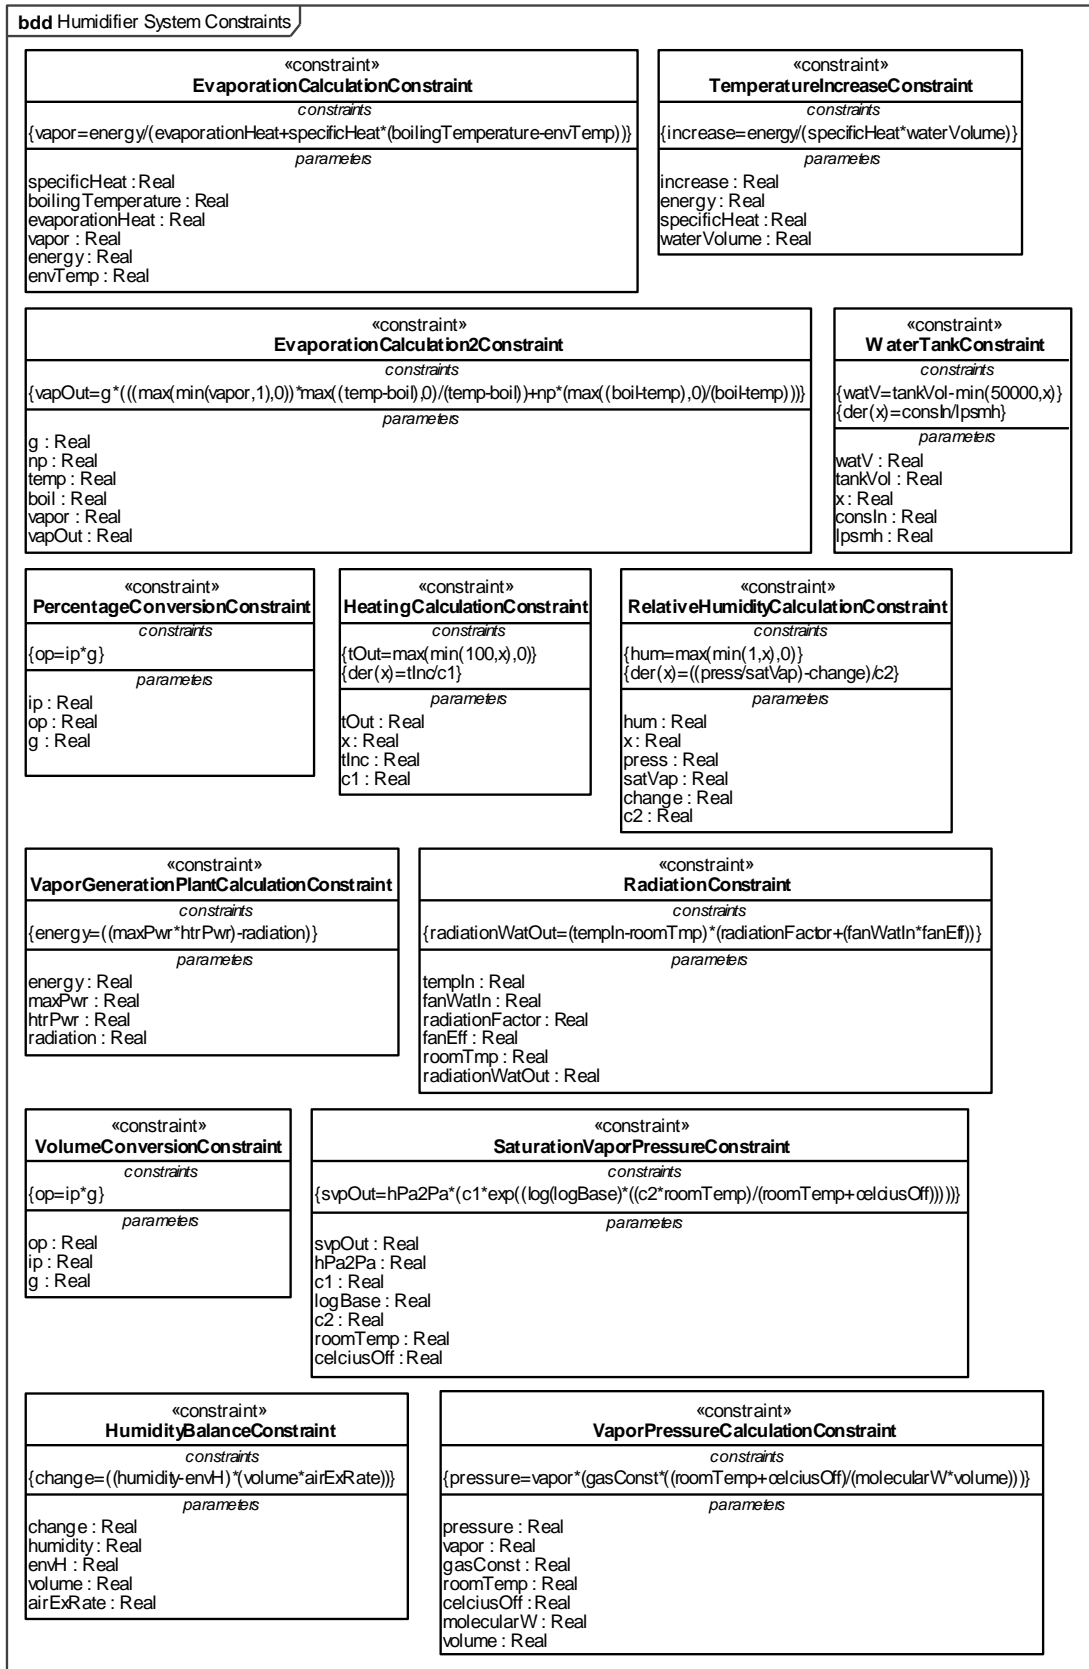 bdd Humidifier System Constraints
«constraint»
EvaporationCalculationConstraint
constraints
{vapor=energy/(evaporationHeat+specificHeat*(boilingTemperature-envTemp))}
parameters
specificHeat : Real
boilingTemperature : Real
evaporationHeat : Real
vapor : Real
energy : Real
envTemp : Real
«constraint»
TemperatureIncreaseConstraint
constraints
{increase=energy/(specificHeat*waterVolume)}
parameters
increase : Real
energy : Real
specificHeat : Real
waterVolume : Real
«constraint»
EvaporationCalculation2Constraint
constraints
{vapOut=g*(((max(min(vapor,1),0))*max((temp-boil),0)/(temp-boil))+np*(max((boil-temp),0)/(boil-temp)))}
parameters
g : Real
np : Real
temp : Real
boil : Real
vapor : Real
vapOut : Real
«constraint»
WaterTankConstraint
constraints
{watV=tankVol-min(50000,x)}
{der(x)=consIn/lpsmh}
parameters
watV : Real
tankVol : Real
x : Real
consIn : Real
lpsmh : Real
«constraint»
PercentageConversionConstraint
constraints
{op=ip*g}
parameters
ip : Real
op : Real
g : Real
«constraint»
HeatingCalculationConstraint
constraints
{tOut=max(min(100,x),0)}
{der(x)=tInc/c1}
parameters
tOut : Real
x : Real
tInc : Real
c1 : Real
«constraint»
RelativeHumidityCalculationConstraint
constraints
{hum=max(min(1,x),0)}
{der(x)=((press/satVap)-change)/c2}
parameters
hum : Real
x : Real
press : Real
satVap : Real
change : Real
c2 : Real
«constraint»
VaporGenerationPlantCalculationConstraint
constraints
{energy=((maxPwr*htrPwr)-radiation)}
parameters
energy : Real
maxPwr : Real
htrPwr : Real
radiation : Real
«constraint»
RadiationConstraint
constraints
{radiationWatOut=(tempIn-roomTmp)*(radiationFactor+(fanWatIn*fanEff))}
parameters
tempIn : Real
fanWatIn : Real
radiationFactor : Real
fanEff : Real
roomTmp : Real
radiationWatOut : Real
«constraint»
VolumeConversionConstraint
constraints
{op=ip*g}
parameters
op : Real
ip : Real
g : Real
«constraint»
SaturationVaporPressureConstraint
constraints
{svpOut=hPa2Pa*(c1*exp((log(logBase)*((c2*roomTemp)/(roomTemp+celciusOff)))))}
parameters
svpOut : Real
hPa2Pa : Real
c1 : Real
logBase : Real
c2 : Real
roomTemp : Real
celciusOff : Real
«constraint»
HumidityBalanceConstraint
constraints
{change=((humidity-envH)*(volume*airExRate))}
parameters
change : Real
humidity : Real
envH : Real
volume : Real
airExRate : Real
«constraint»
VaporPressureCalculationConstraint
constraints
{pressure=vapor*(gasConst*((roomTemp+celciusOff)/(molecularW*volume)))}
parameters
pressure : Real
vapor : Real
gasConst : Real
roomTemp : Real
celciusOff : Real
molecularW : Real
volume : Real